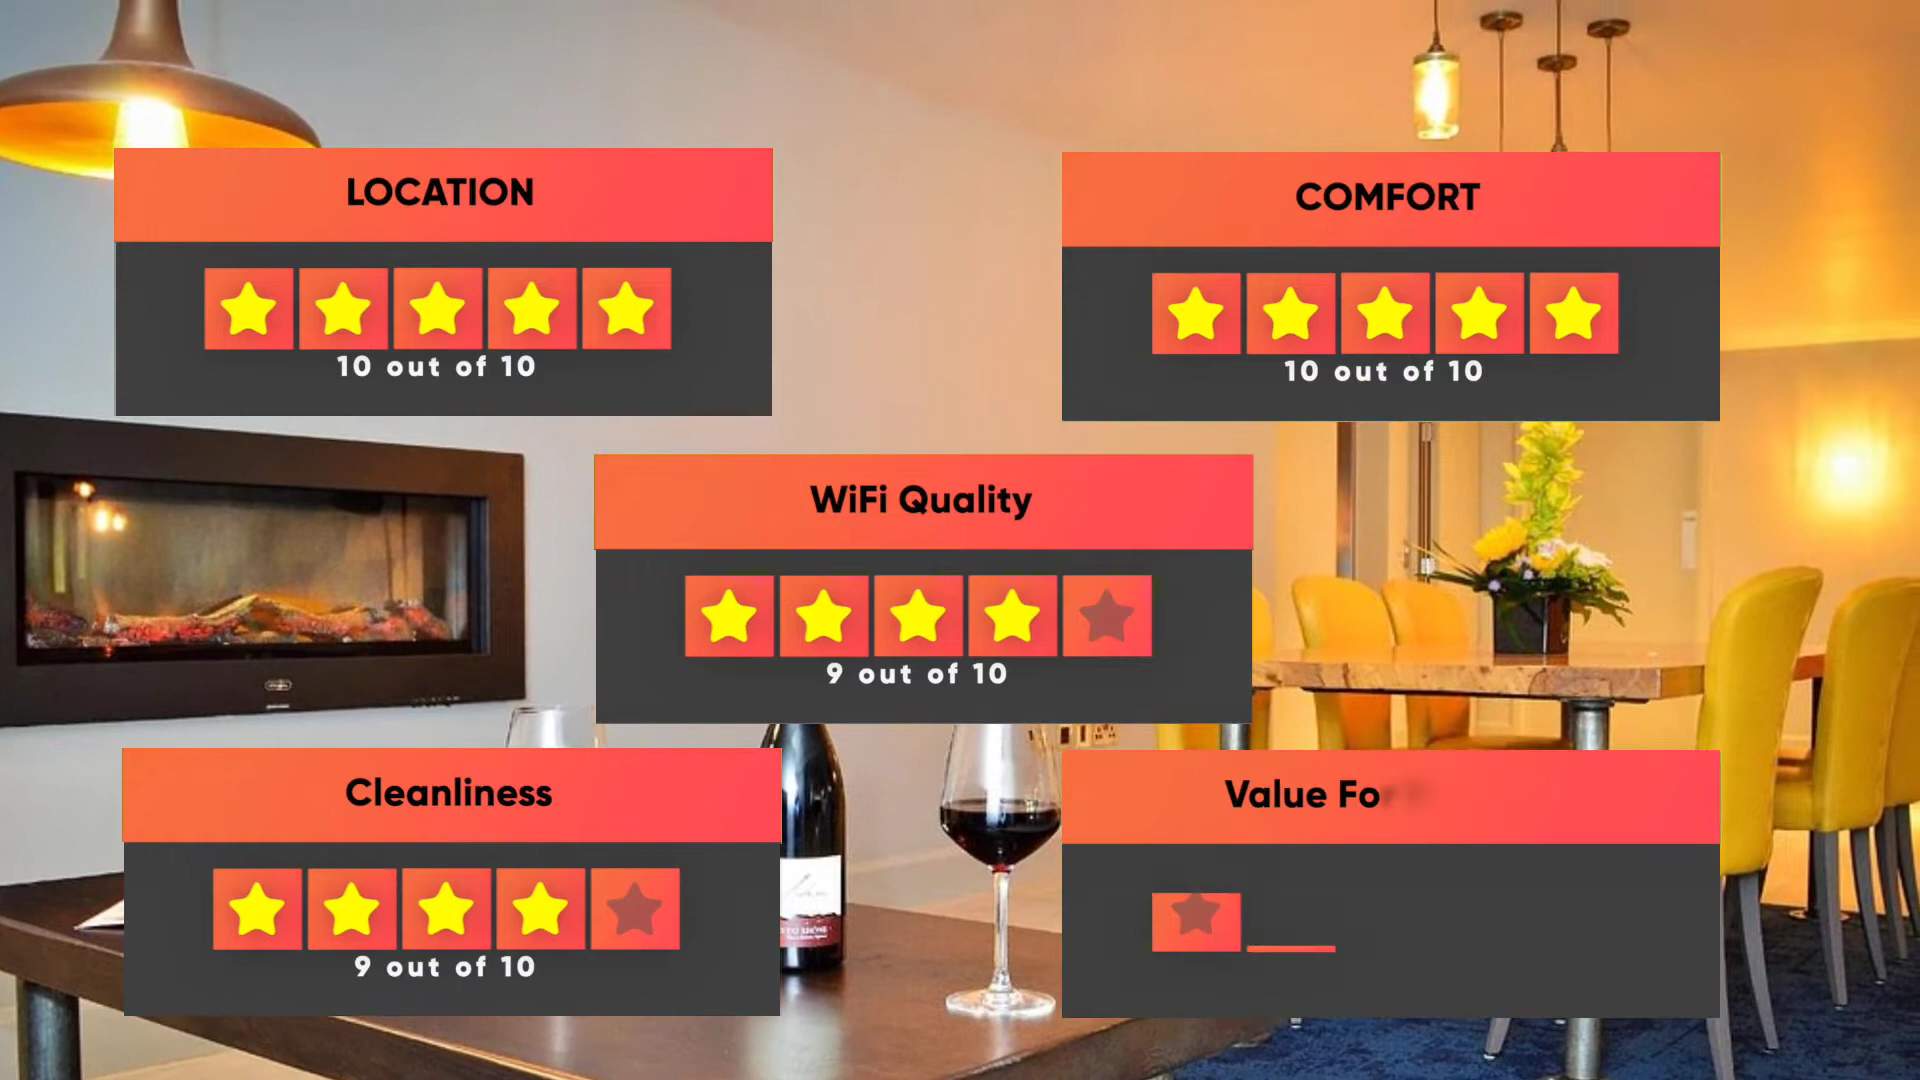 LOCATION
10 out of 10
COMFORT
10 out of 10
WiFi Quality
9 out of 10
Cleanliness
9 out of 10
Value Fo